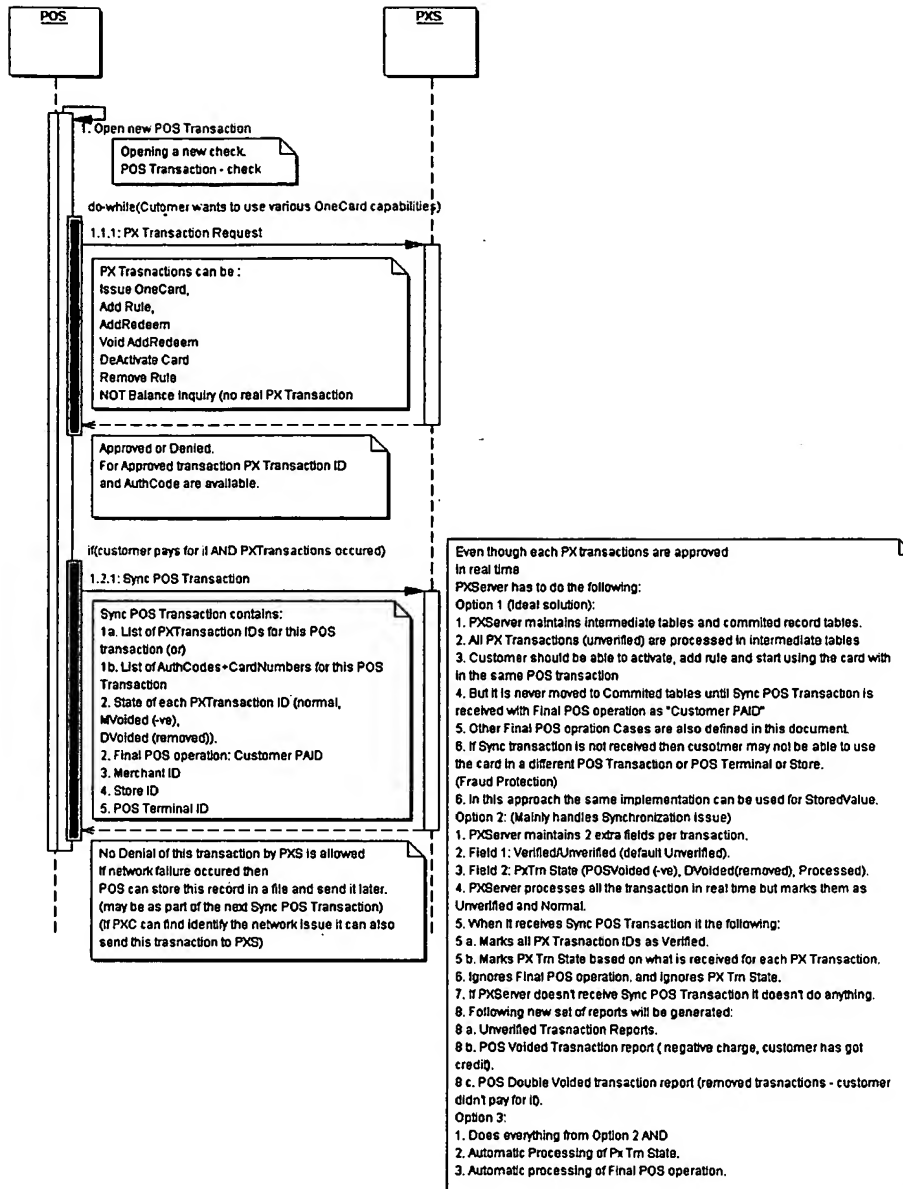 POS
PXS
1. Open new POS Transaction
Opening a new check.
POS Transaction - check
do-while(Cutomer wants to use various OneCard capabilities)
1.1.1: PX Transaction Request
PX Trasnactions can be :
Issue OneCard,
Add Rule,
AddRedeem
Void AddRedeem
DeActivate Card
Remove Rule
NOT Balance Inquiry (no real PX Transaction
Approved or Denied.
For Approved transaction PX Transaction ID
and AuthCode are available.
if(customer pays for it AND PXTransactions occured)
1.2.1: Sync POS Transaction
Sync POS Transaction contains:
1a. List of PXTransaction IDs for this POS
transaction (or)
1b. List of AuthCodes+CardNumbers for this POS
Transaction
2. State of each PXTransaction ID (normal,
MVoided (-ve),
DVoided (removed)).
2. Final POS operation: Customer PAID
3. Merchant ID
4. Store ID
5. POS Terminal ID
No Denial of this transaction by PXS is allowed
If network failure occured then
POS can store this record in a file and send it later.
(may be as part of the next Sync POS Transaction)
(If PXC can find identify the network issue it can also
send this trasnaction to PXS)
Even though each PX transactions are approved
in real time
PXServer has to do the following:
Option 1 (Ideal solution):
1. PXServer maintains intermediate tables and commited record tables.
2. All PX Transactions (unverified) are processed in intermediate tables
3. Customer should be able to activate, add rule and start using the card with
in the same POS transaction
4. But it is never moved to Commited tables until Sync POS Transaction is
received with Final POS operation as "Customer PAID"
5. Other Final POS opration Cases are also defined in this document.
6. If Sync transaction is not received then cusotmer may not be able to use
the card in a different POS Transaction or POS Terminal or Store.
(Fraud Protection)
6. In this approach the same implementation can be used for StoredValue.
Option 2: (Mainly handles Synchronization issue)
1. PXServer maintains 2 extra fields per transaction.
2. Field 1: Verified/Unverified (default Unverified).
3. Field 2: PxTrn State (POSVoided (-ve), DVoided(removed), Processed).
4. PXServer processes all the transaction in real time but marks them as
Unverified and Normal.
5. When it receives Sync POS Transaction it the following:
5 a. Marks all PX Trasnaction IDs as Verified.
5 b. Marks PX Trn State based on what is received for each PX Transaction.
6. Ignores Final POS operation, and ignores PX Trn State.
7. If PXServer doesn't receive Sync POS Transaction it doesn't do anything.
8. Following new set of reports will be generated:
8 a. Unverified Trasnaction Reports.
8 b. POS Voided Trasnaction report ( negative charge, customer has got
credit).
8 c. POS Double Voided transaction report (removed trasnactions - customer
didn't pay for it).
Option 3:
1. Does everything from Option 2 AND
2. Automatic Processing of Px Trn State.
3. Automatic processing of Final POS operation.